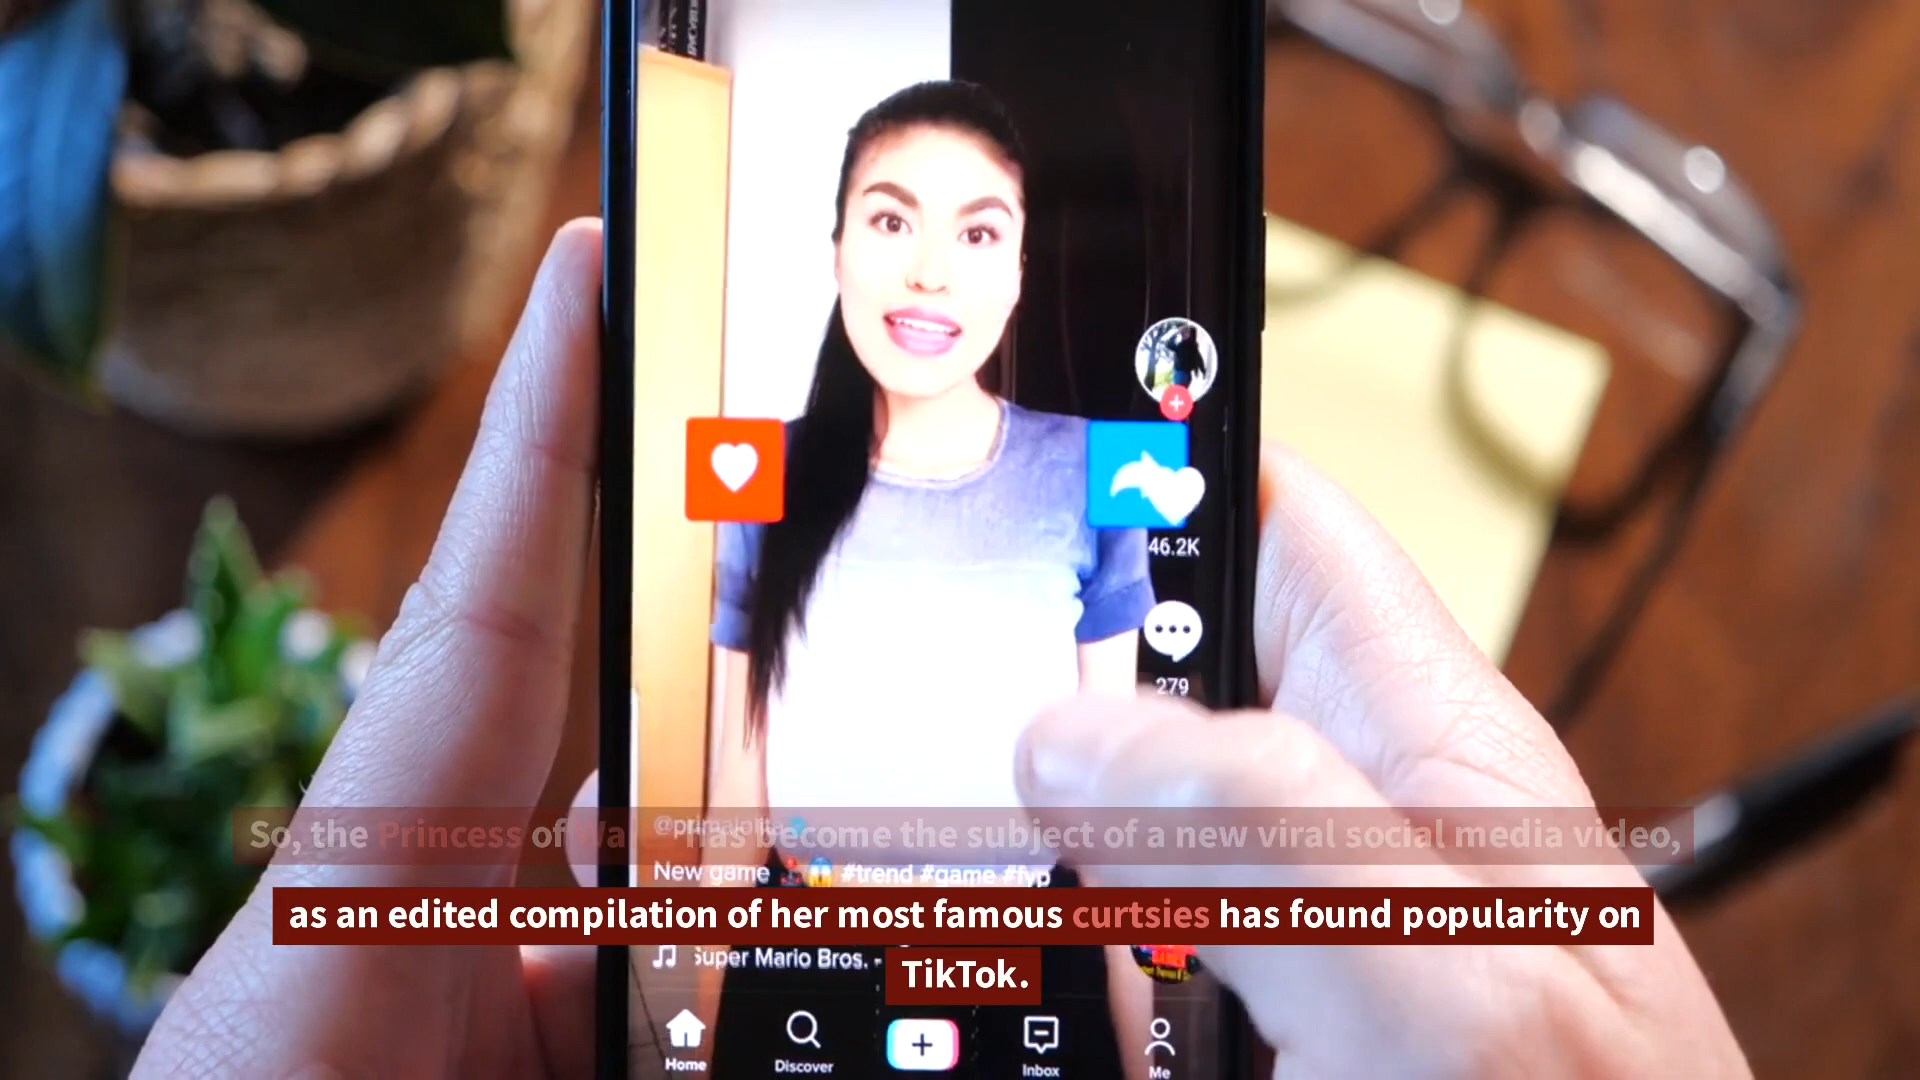 46.2K
279
So, the Princess of Wa has become the subject of a new viral social media video,
New game #trend #game #fyp
as an edited compilation of her most famous curtsies has found popularity on
Super Mario Bros. -
TikTok.
Home
Discover
Inbox
Me